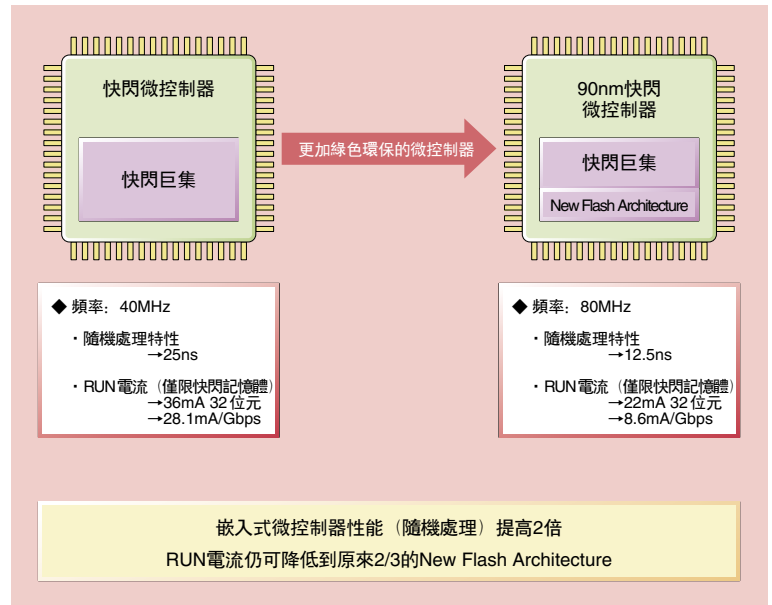 快閃微控制器
快閃巨集
更加綠色環保的微控制器
90nm快閃
微控制器
快閃巨集
New Flash Architecture
◆ 頻率：40MHz
・隨機處理特性
→25ns
・RUN電流（僅限快閃記憶體）
→36mA 32位元
→28.1mA/Gbps
◆ 頻率：80MHz
・隨機處理特性
→12.5ns
・RUN電流（僅限快閃記憶體）
→22mA 32位元
→8.6mA/Gbps
嵌入式微控制器性能（隨機處理）提高2倍
RUN電流仍可降低到原來2/3的New Flash Architecture